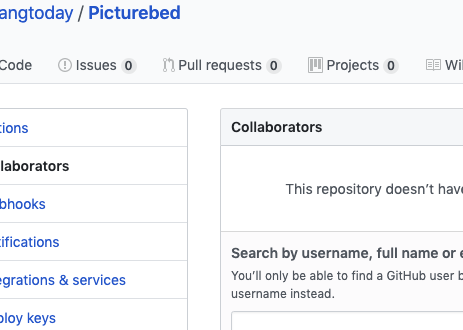 angtoday / Picturebed
Code Issues 0 Pull requests 0 Projects 0 Wi
tions
Collaborators
laborators
This repository doesn't have
bhooks
tifications
Search by username, full name or e
egrations & services
You'll only be able to find a GitHub user b
username instead.
ploy keys